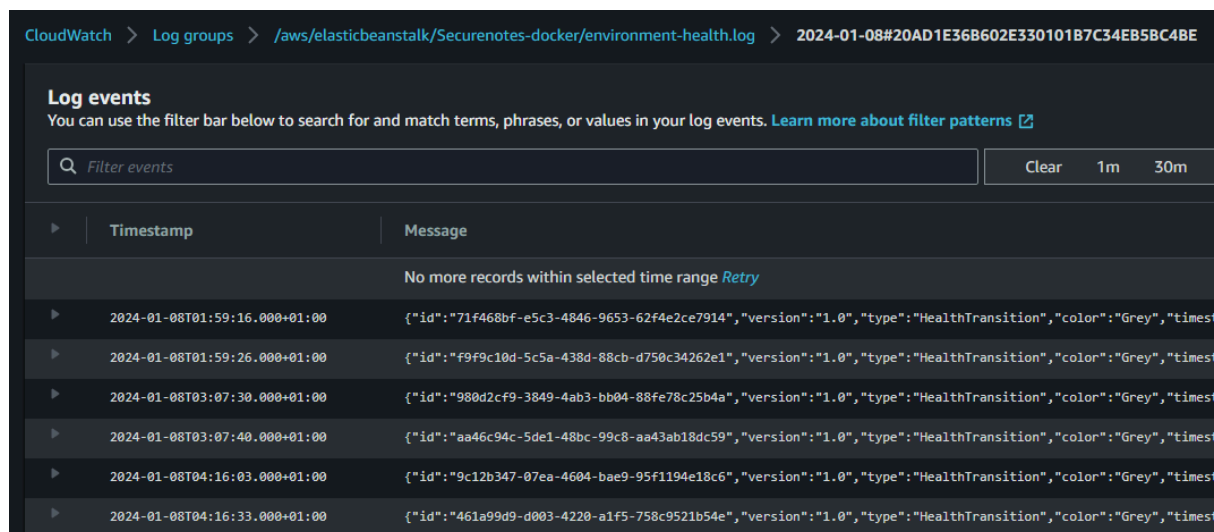 CloudWatch > Log groups > /aws/elasticbeanstalk/Securenotes-docker/environment-health.log > 2024-01-08#20AD1E36B602E330101B7C34EB5BC4BE
Log events
You can use the filter bar below to search for and match terms, phrases, or values in your log events. Learn more about filter patterns
Filter events Clear 1m 30m
Timestamp Message
No more records within selected time range Retry
2024-01-08T01:59:16.000+01:00 {"id":"71f468bf-e5c3-4846-9653-62f4e2ce7914","version":"1.0","type":"HealthTransition","color":"Grey","timest
2024-01-08T01:59:26.000+01:00 {"id":"f9f9c10d-5c5a-438d-88cb-d750c34262e1","version":"1.0","type":"HealthTransition","color":"Grey","timest
2024-01-08T03:07:30.000+01:00 {"id":"980d2cf9-3849-4ab3-bb04-88fe78c25b4a","version":"1.0","type":"HealthTransition","color":"Grey","timest
2024-01-08T03:07:40.000+01:00 {"id":"aa46c94c-5de1-48bc-99c8-aa43ab18dc59","version":"1.0","type":"HealthTransition","color":"Grey","timest
2024-01-08T04:16:03.000+01:00 {"id":"9c12b347-07ea-4604-bae9-95f1194e18c6","version":"1.0","type":"HealthTransition","color":"Grey","timest
2024-01-08T04:16:33.000+01:00 {"id":"461a99d9-d003-4220-a1f5-758c9521b54e","version":"1.0","type":"HealthTransition","color":"Grey","timest